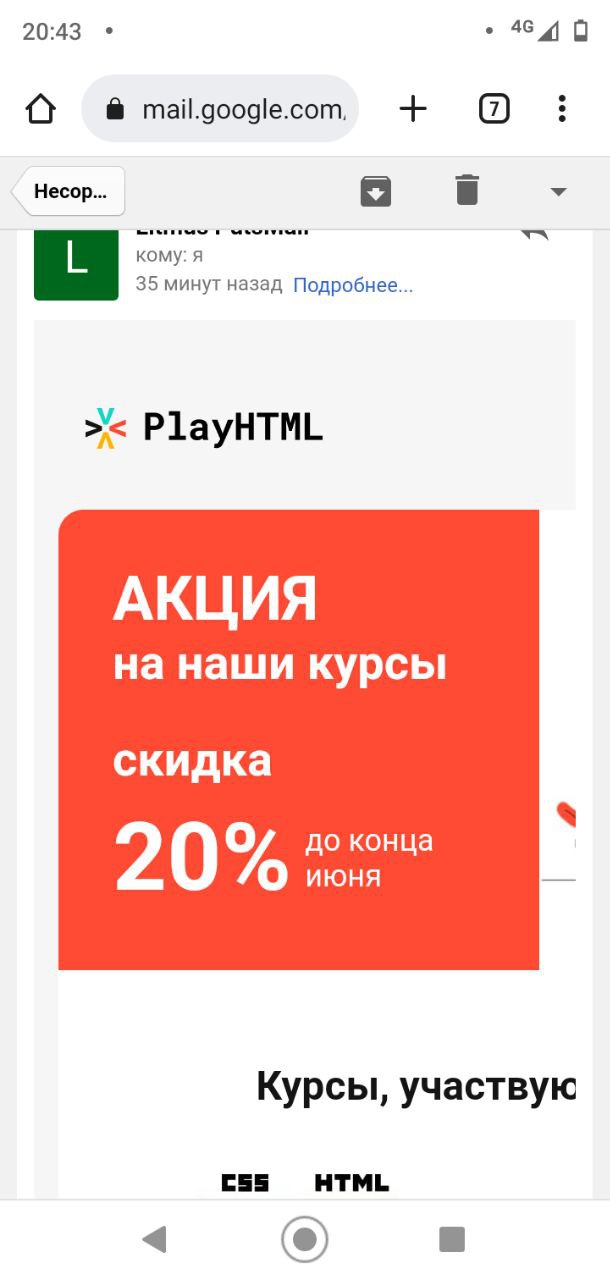 20:43
4G
mail.google.com
7
Несор...
L
кому: я
35 минут назад Подробнее...
PlayHTML
АКЦИЯ
на наши курсы
скидка
20% до конца
июня
Курсы, участвую
CSS HTML